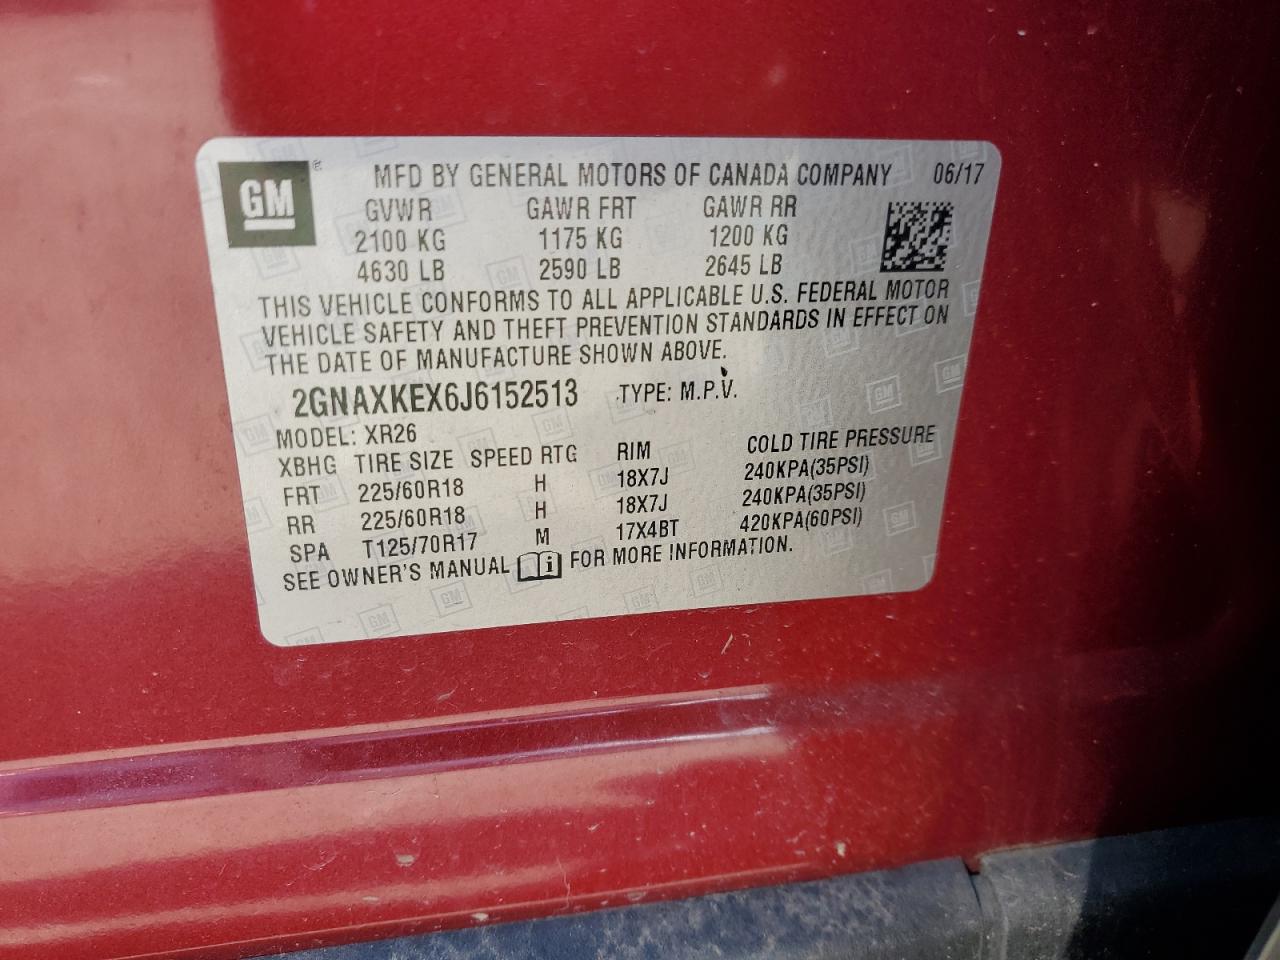 GM
MFD BY GENERAL MOTORS OF CANADA COMPANY 06/17
GVWR GAWR FRT GAWR RR
2100 KG 1175 KG 1200 KG
4630 LB 2590 LB 2645 LB
THIS VEHICLE CONFORMS TO ALL APPLICABLE U.S. FEDERAL MOTOR
VEHICLE SAFETY AND THEFT PREVENTION STANDARDS IN EFFECT ON
THE DATE OF MANUFACTURE SHOWN ABOVE.
2GNAXKEX6J6152513 TYPE: M.P.V.
MODEL: XR26
XBHG TIRE SIZE SPEED RTG RIM COLD TIRE PRESSURE
FRT 225/60R18 H 18X7J 240KPA(35PSI)
RR 225/60R18 H 18X7J 240KPA(35PSI)
SPA T125/70R17 M 17X4BT 420KPA(60PSI)
SEE OWNER'S MANUAL i FOR MORE INFORMATION.